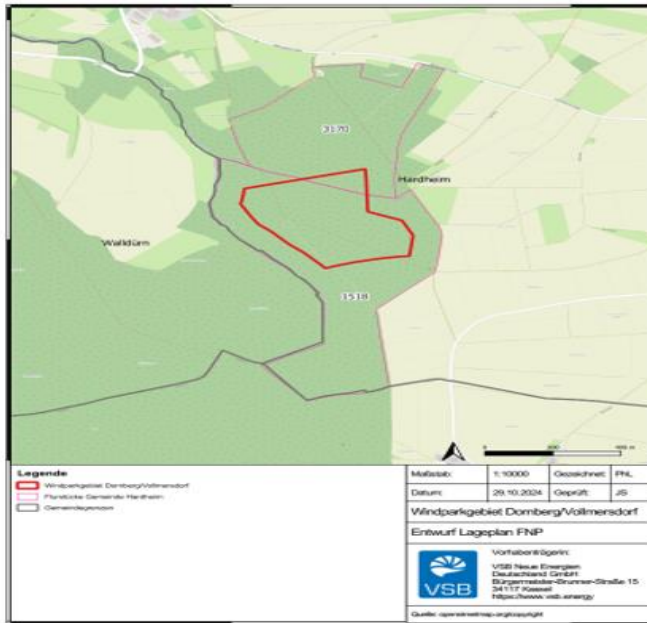 3170
Hardheim
Walldürn
1518
Legende
Windparkgebiet Dornberg/Vollmersdorf
Flurstücke Gemeinde Hardheim
Gemeindegrenzen
Maßstab: 1:10000 Gezeichnet: PNL
Datum: 29.10.2024 Geprüft: JS
Windparkgebiet Dornberg/Vollmersdorf
Entwurf Lageplan FNP
VSB
Vorhabenträgerin:
VSB Neue Energien
Deutschland GmbH
Bürgermeister-Brunner-Straße 15
34117 Kassel
https://www.vsb.energy
Quelle: openstreetmap.org/copyright